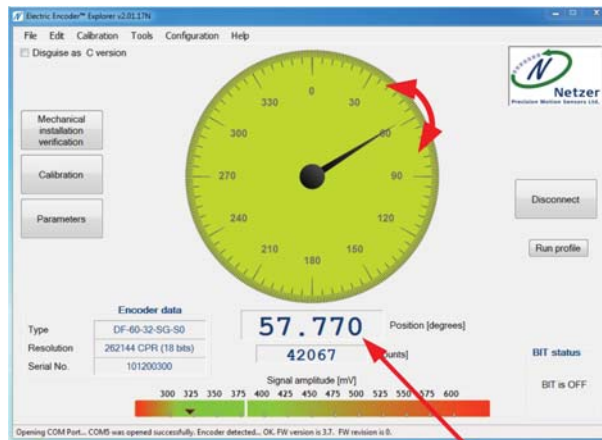 Electric Encoder™ Explorer v2.01.17N
File Edit Calibration Tools Configuration Help
Disguise as C version
Netzer
Precision Motion Sensors Ltd.
Mechanical
installation
verification
Calibration
Parameters
0
30
60
90
120
150
180
210
240
270
300
330
Disconnect
Run profile
Encoder data
Type DF-60-32-SG-S0
Resolution 262144 CPR (18 bits)
Serial No. 101200300
57.770 Position [degrees]
42067 unts]
BIT status
BIT is OFF
Signal amplitude [mV]
300 325 350 375 400 425 450 475 500 525 550 575 600
Opening COM Port... COM5 was opened successfully. Encoder detected... OK. FW version is 3.7. FW revision is 0.